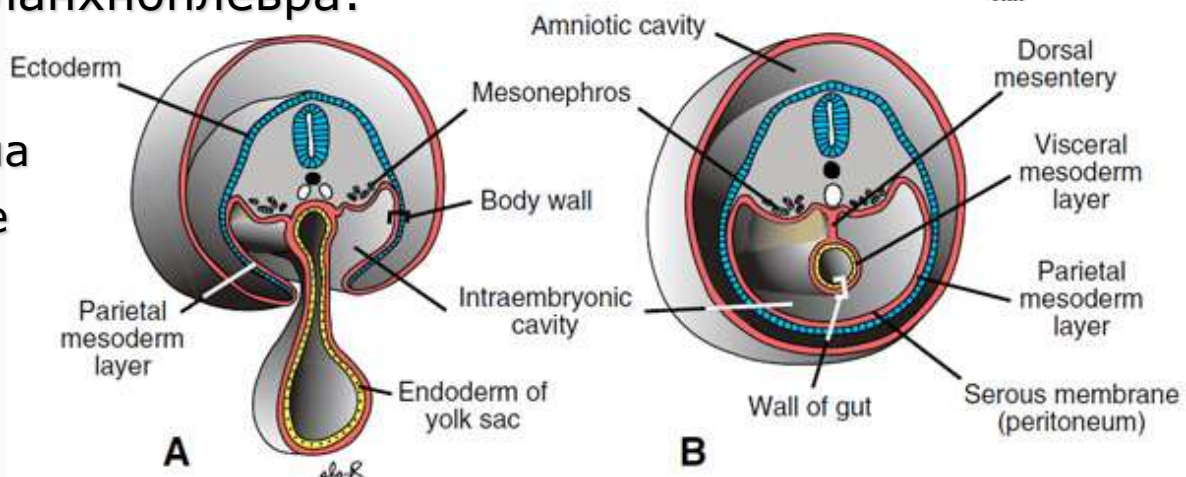 ланхноплевра?
Ectoderm
Parietal
mesoderm
layer
Mesonephros
Body wall
Intraembryonic
cavity
Endoderm of
yolk sac
A
Amniotic cavity
Dorsal
mesentery
Visceral
mesoderm
layer
Parietal
mesoderm
layer
Serous membrane
(peritoneum)
Wall of gut
B